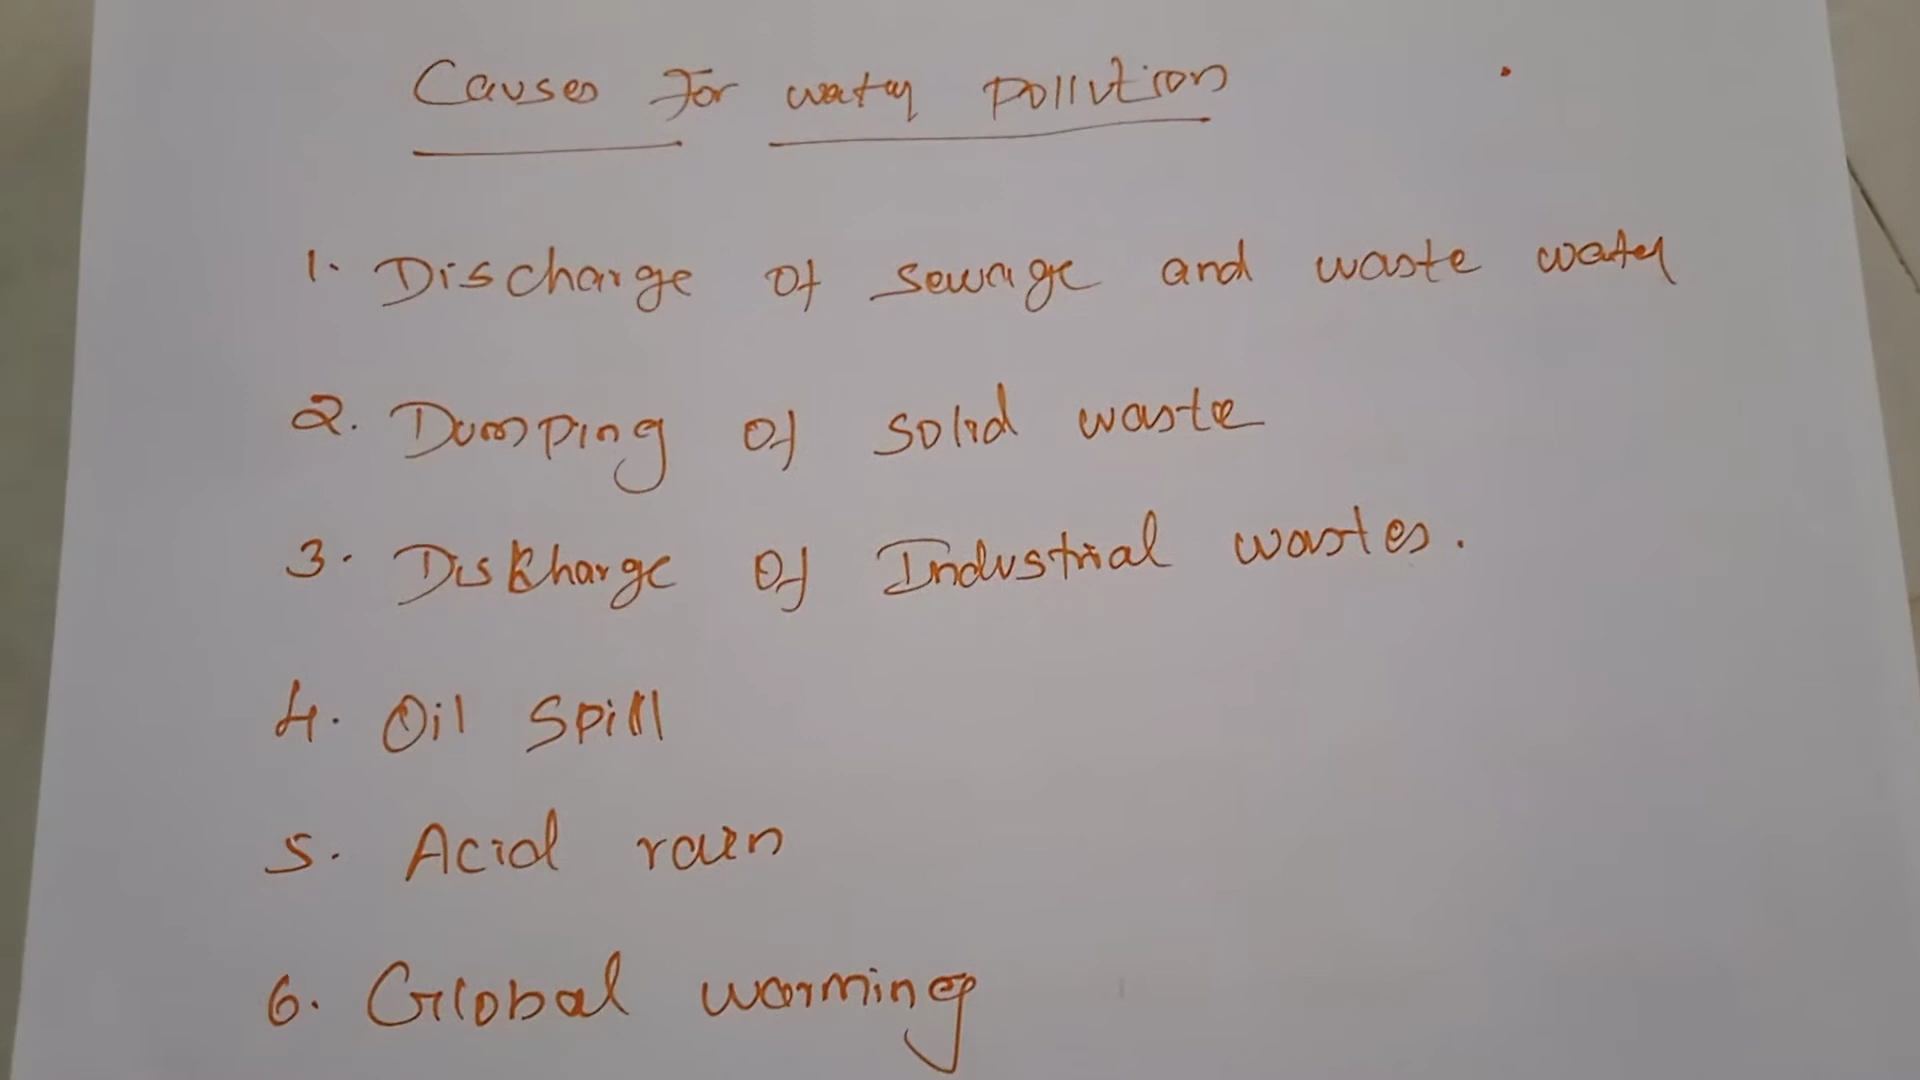 Causes For water Pollution
1. Discharge of sewage and waste water
2. Dumping of solid waste
3. Discharge of Industrial wastes.
4. Oil Spill
5. Acid rain
6. Global warming